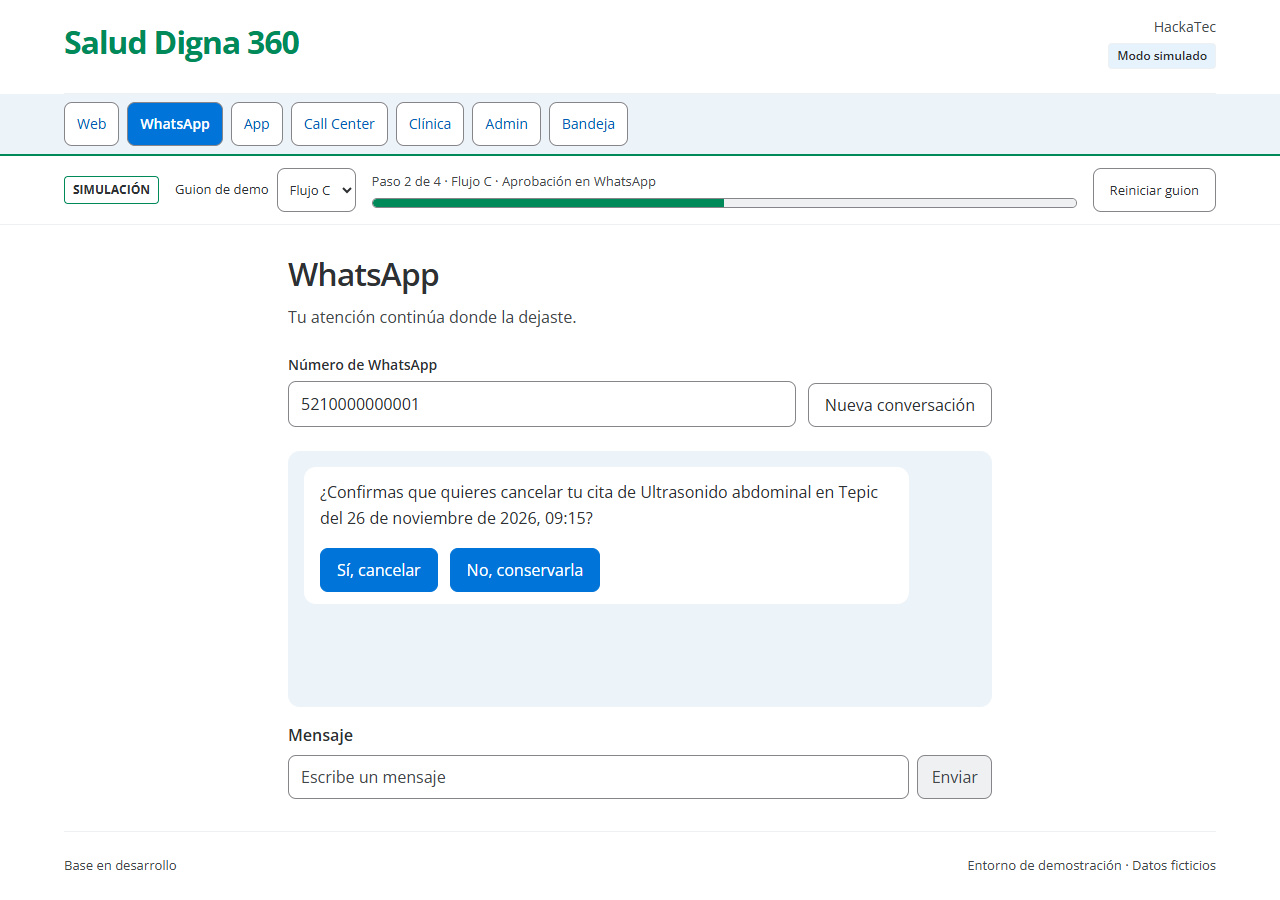 Salud Digna 360
HackaTec
Modo simulado
Web
WhatsApp
App
Call Center
Clínica
Admin
Bandeja
SIMULACIÓN
Guion de demo
Flujo C
Paso 2 de 4 · Flujo C · Aprobación en WhatsApp
Reiniciar guion
WhatsApp
Tu atención continúa donde la dejaste.
Número de WhatsApp
5210000000001
Nueva conversación
¿Confirmas que quieres cancelar tu cita de Ultrasonido abdominal en Tepic
del 26 de noviembre de 2026, 09:15?
Sí, cancelar
No, conservarla
Mensaje
Escribe un mensaje
Enviar
Base en desarrollo
Entorno de demostración · Datos ficticios